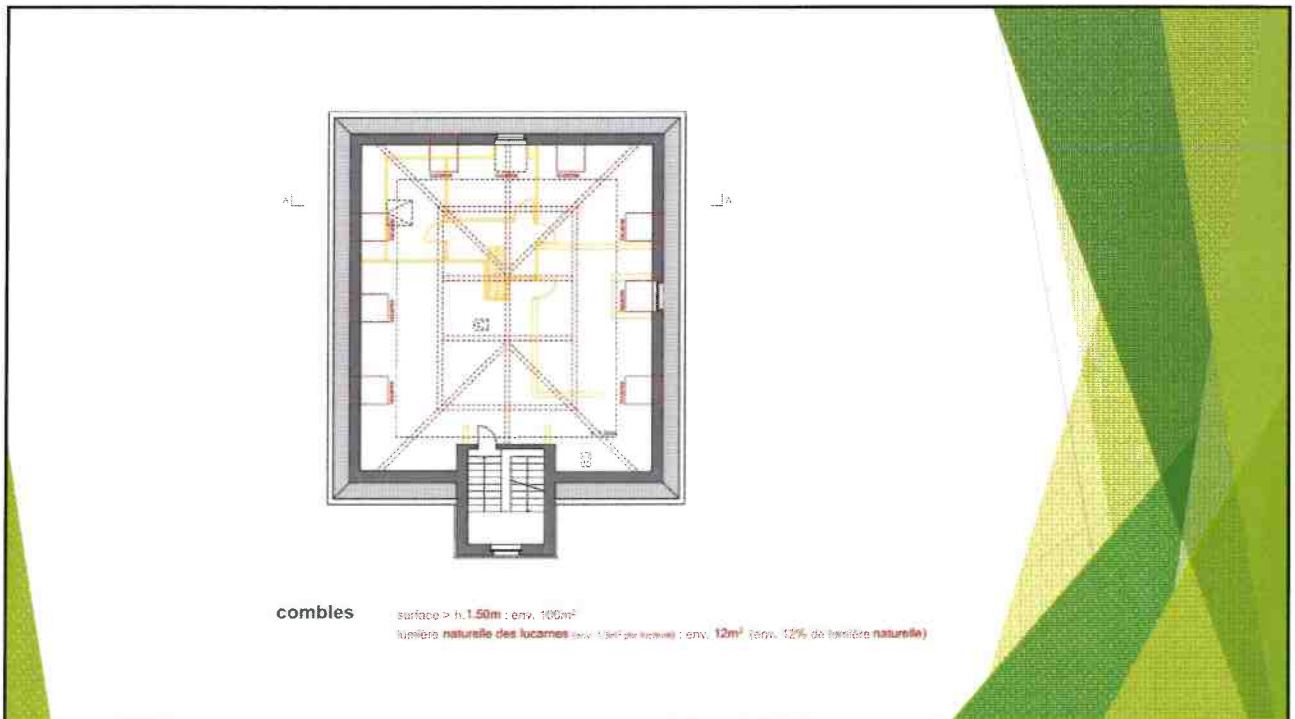 A A
combles
surface > h.1.50m : env. 100m²
lumière naturelle des lucarnes : env. 12m² (env. 12% de lumière naturelle)